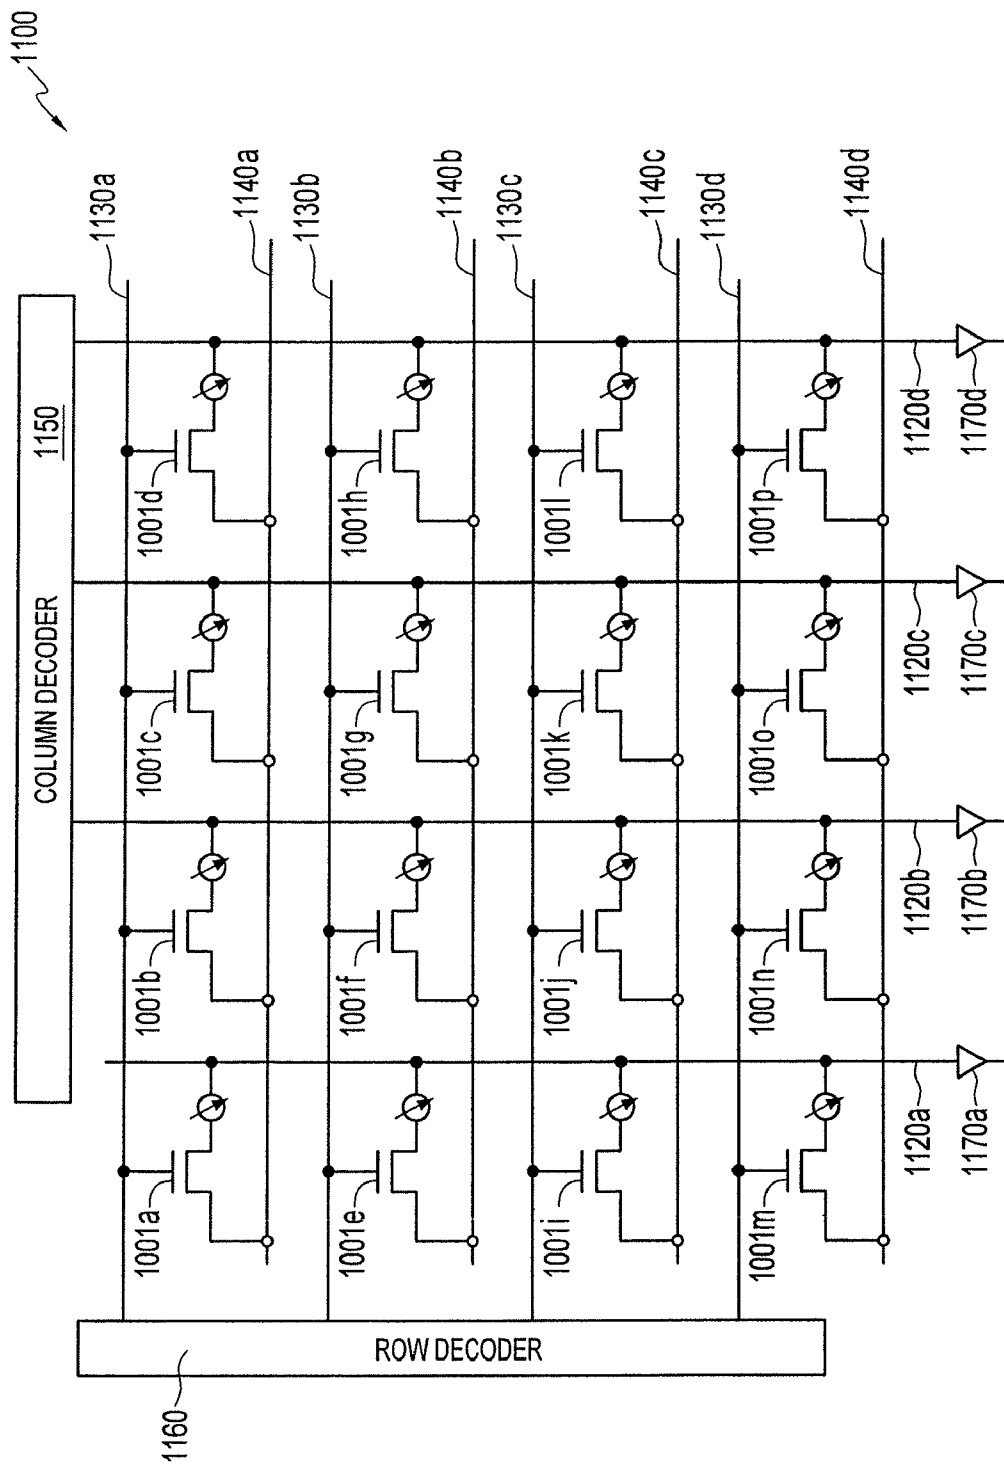 1100
COLUMN DECODER
1150
1130a
1001a
1001b
1001c
1001d
1140a
1130b
1001e
1001f
1001g
1001h
1140b
1130c
1001i
1001j
1001k
1001l
1140c
1130d
1001m
1001n
1001o
1001p
1140d
1120a
1120b
1120c
1120d
1170a
1170b
1170c
1170d
ROW DECODER
1160